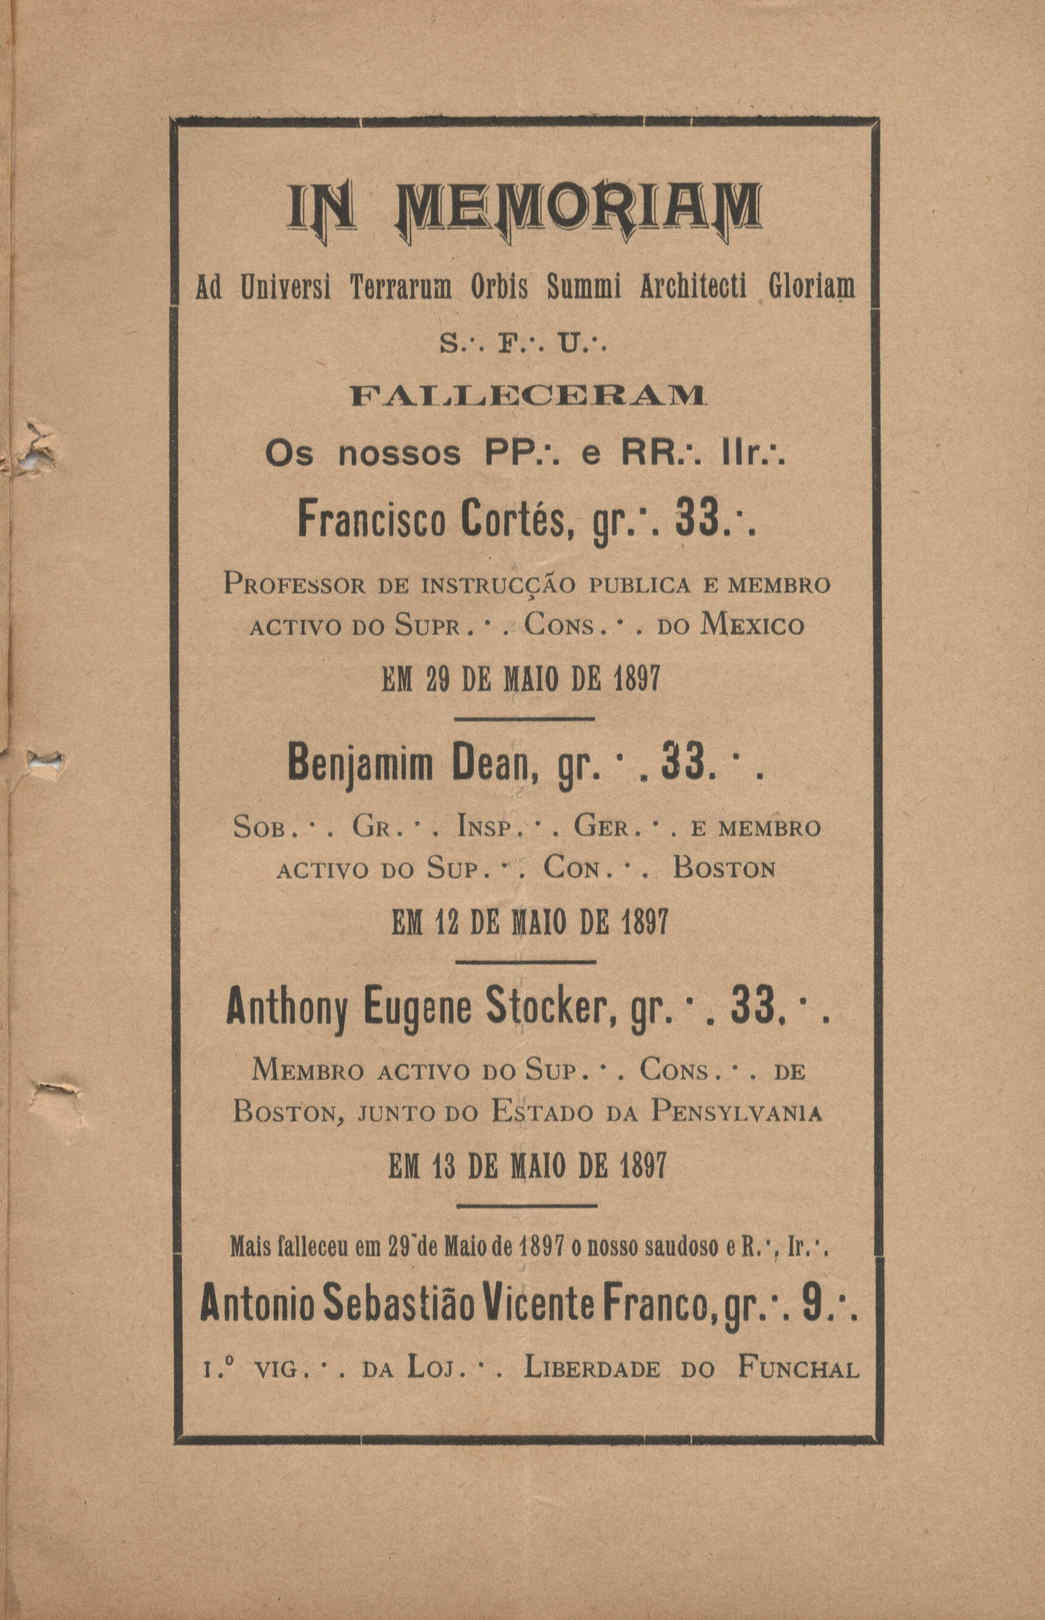 IN MEMORIAM
Ad Universi Terrarum Orbis Summi Architecti Gloriam
S.·. F.·. U.·.
FALLECERAM
Os nossos PP.·. e RR.·. IIr.·.
Francisco Cortés, gr.·. 33.·.
Professor de instrucção publica e membro
activo do Supr.·. Cons.·. do Mexico
EM 29 DE MAIO DE 1897
Benjamim Dean, gr.·. 33.·.
Sob.·. Gr.·. Insp.·. Ger.·. e membro
activo do Sup.·. Con.·. Boston
EM 12 DE MAIO DE 1897
Anthony Eugene Stocker, gr.·. 33.·.
Membro activo do Sup.·. Cons.·. de
Boston, junto do Estado da Pensylvania
EM 13 DE MAIO DE 1897
Mais falleceu em 29 de Maio de 1897 o nosso saudoso e R.·. Ir.·.
Antonio Sebastião Vicente Franco, gr.·. 9.·.
1.º vig.·. da Loj.·. Liberdade do Funchal